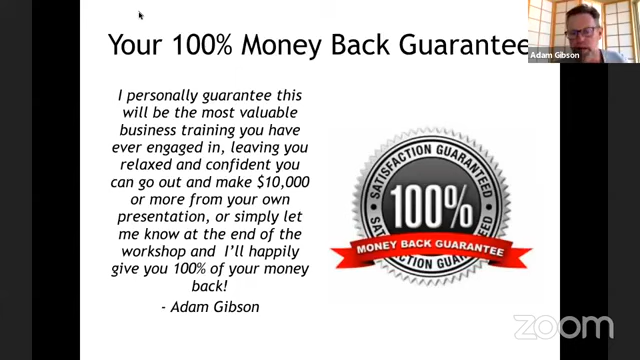 Your 100% Money Back Guarantee
Adam Gibson
I personally guarantee this
will be the most valuable
business training you have
ever engaged in, leaving you
relaxed and confident you
can go out and make $10,000
or more from your own
presentation, or simply let
me know at the end of the
workshop and I'll happily
give you 100% of your money
back!
- Adam Gibson
SATISFACTION GUARANTEED
100%
MONEY BACK GUARANTEE
SATISFACTION GUARANTEED
zoom